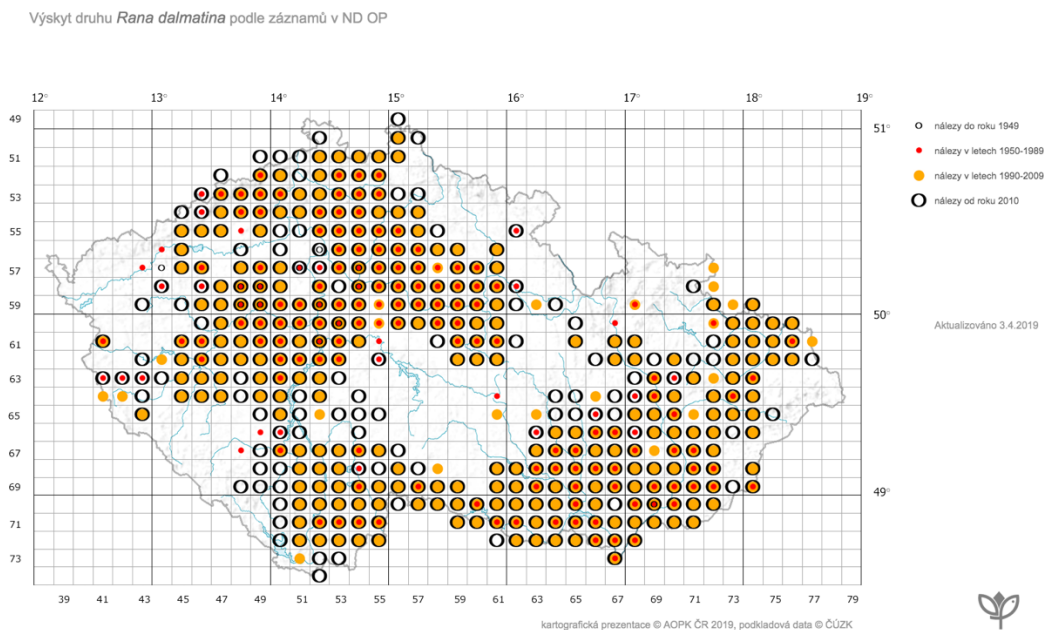 Výskyt druhu Rana dalmatina podle záznamů v ND OP
12° 13° 14° 15° 16° 17° 18° 19°
49 51°
nálezy do roku 1949
51
nálezy v letech 1950-1989
nálezy v letech 1990-2009
53
nálezy od roku 2010
55
57
59 50°
Aktualizováno 3.4.2019
61
63
65
67
69 49°
71
73
39 41 43 45 47 49 51 53 55 57 59 61 63 65 67 69 71 73 75 77 79
kartografická prezentace © AOPK ČR 2019, podkladová data © ČÚZK